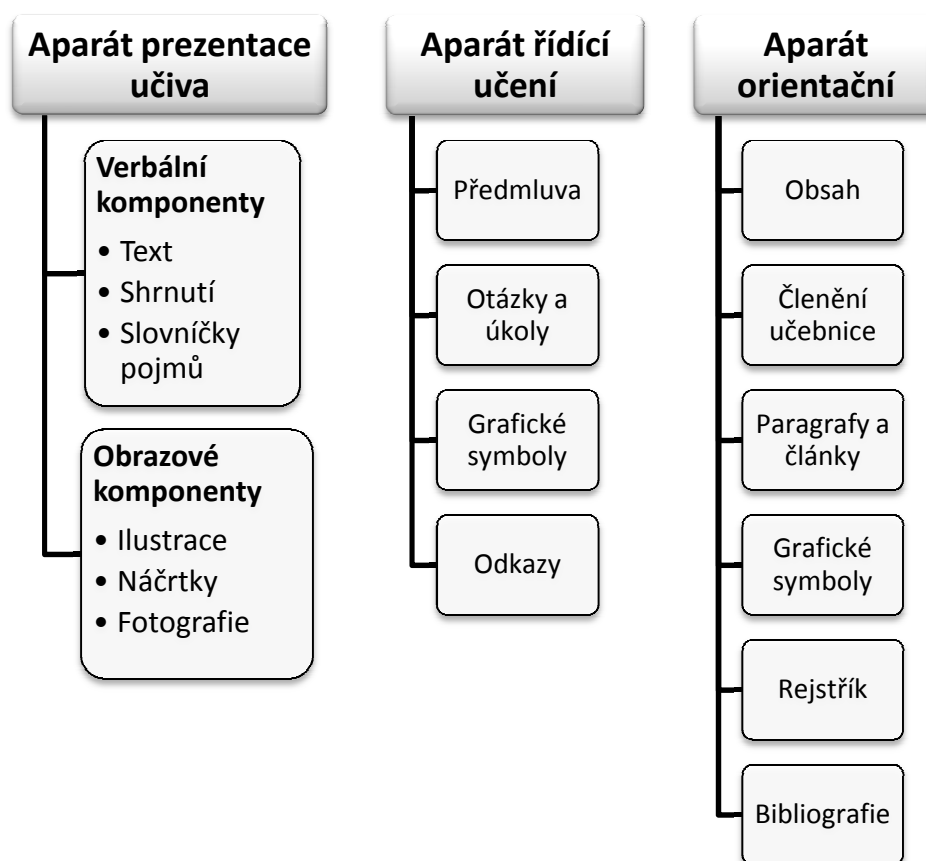 Aparát prezentace
učiva
Verbální
komponenty
• Text
• Shrnutí
• Slovníčky
pojmů
Obrazové
komponenty
• Ilustrace
• Náčrtky
• Fotografie
Aparát řídící
učení
Předmluva
Otázky a
úkoly
Grafické
symboly
Odkazy
Aparát
orientační
Obsah
Členění
učebnice
Paragrafy a
články
Grafické
symboly
Rejstřík
Bibliografie